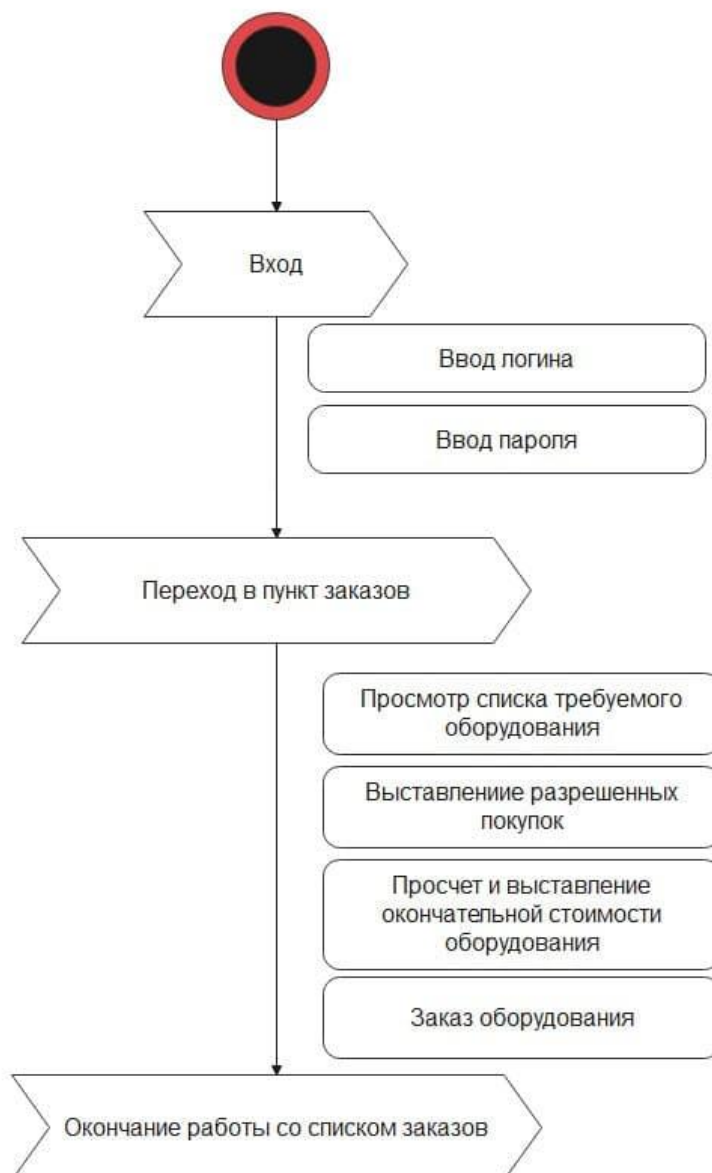 Вход
Ввод логина
Ввод пароля
Переход в пункт заказов
Просмотр списка требуемого
оборудования
Выставлениие разрешенных
покупок
Просчет и выставление
окончательной стоимости
оборудования
Заказ оборудования
Окончание работы со списком заказов